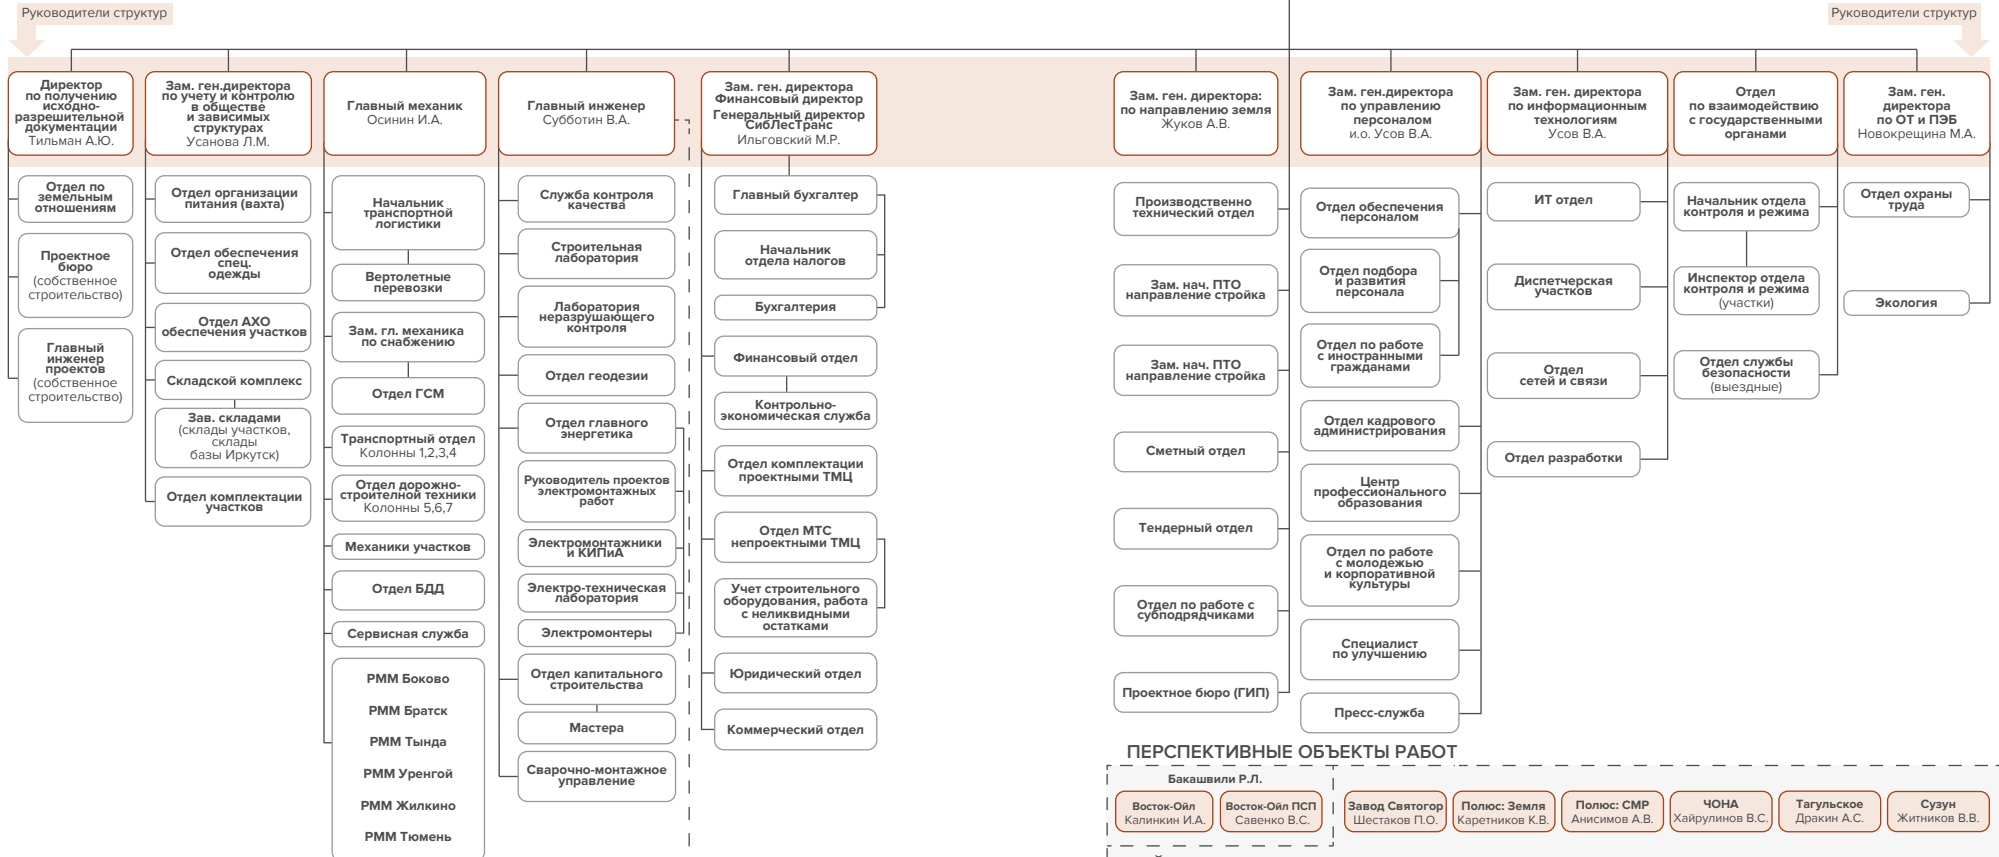 Руководители структур
Руководители структур
Директор
по получению
исходно-
разрешительной
документации
Тильман А.Ю.
Отдел по
земельным
отношениям
Проектное
бюро
(собственное
строительство)
Главный
инженер
проектов
(собственное
строительство)
Зам. ген.директора
по учету и контролю
в обществе
и зависимых
структурах
Усанова Л.М.
Отдел организации
питания (вахта)
Отдел обеспечения
спец.
одежды
Отдел АХО
обеспечения участков
Складской комплекс
Зав. складами
(склады участков,
склады
базы Иркутск)
Отдел комплектации
участков
Главный механик
Осинин И.А.
Начальник
транспортной
логистики
Вертолетные
перевозки
Зам. гл. механика
по снабжению
Отдел ГСМ
Транспортный отдел
Колонны 1,2,3,4
Отдел дорожно-
строителной техники
Колонны 5,6,7
Механики участков
Отдел БДД
Сервисная служба
РММ Боково
РММ Братск
РММ Тында
РММ Уренгой
РММ Жилкино
РММ Тюмень
Главный инженер
Субботин В.А.
Служба контроля
качества
Строительная
лаборатория
Лаборатория
неразрушающего
контроля
Отдел геодезии
Отдел главного
энергетика
Руководитель проектов
электромонтажных
работ
Электромонтажники
и КИПиА
Электро-техническая
лаборатория
Электромонтеры
Отдел капитального
строительства
Мастера
Сварочно-монтажное
управление
Зам. ген. директора
Финансовый директор
Генеральный директор
СибЛесТранс
Ильговский М.Р.
Главный бухгалтер
Начальник
отдела налогов
Бухгалтерия
Финансовый отдел
Контрольно-
экономическая служба
Отдел комплектации
проектными ТМЦ
Отдел МТС
непроектными ТМЦ
Учет строительного
оборудования, работа
с неликвидными
остатками
Юридический отдел
Коммерческий отдел
Зам. ген. директора:
по направлению земля
Жуков А.В.
Производственно
технический отдел
Зам. нач. ПТО
направление стройка
Зам. нач. ПТО
направление стройка
Сметный отдел
Тендерный отдел
Отдел по работе с
субподрядчиками
Проектное бюро (ГИП)
Зам. ген.директора
по управлению
персоналом
и.о. Усов В.А.
Отдел обеспечения
персоналом
Отдел подбора
и развития
персонала
Отдел по работе
с иностранными
гражданами
Отдел кадрового
администрирования
Центр
профессионального
образования
Отдел по работе
с молодежью
и корпоративной
культуры
Специалист
по улучшению
Пресс-служба
Зам. ген. директора
по информационным
технологиям
Усов В.А.
ИТ отдел
Диспетчерская
участков
Отдел
сетей и связи
Отдел разработки
Отдел
по взаимодействию
с государственными
органами
Начальник отдела
контроля и режима
Инспектор отдела
контроля и режима
(участки)
Отдел службы
безопасности
(выездные)
Зам. ген.
директора
по ОТ и ПЭБ
Новокрещина М.А.
Отдел охраны
труда
Экология
ПЕРСПЕКТИВНЫЕ ОБЪЕКТЫ РАБОТ
Бакашвили Р.Л.
Восток-Ойл
Калинкин И.А.
Восток-Ойл ПСП
Савенко В.С.
Завод Святогор
Шестаков П.О.
Полюс: Земля
Каретников К.В.
Полюс: СМР
Анисимов А.В.
ЧОНА
Хайрулинов В.С.
Тагульское
Дракин А.С.
Сузун
Житников В.В.